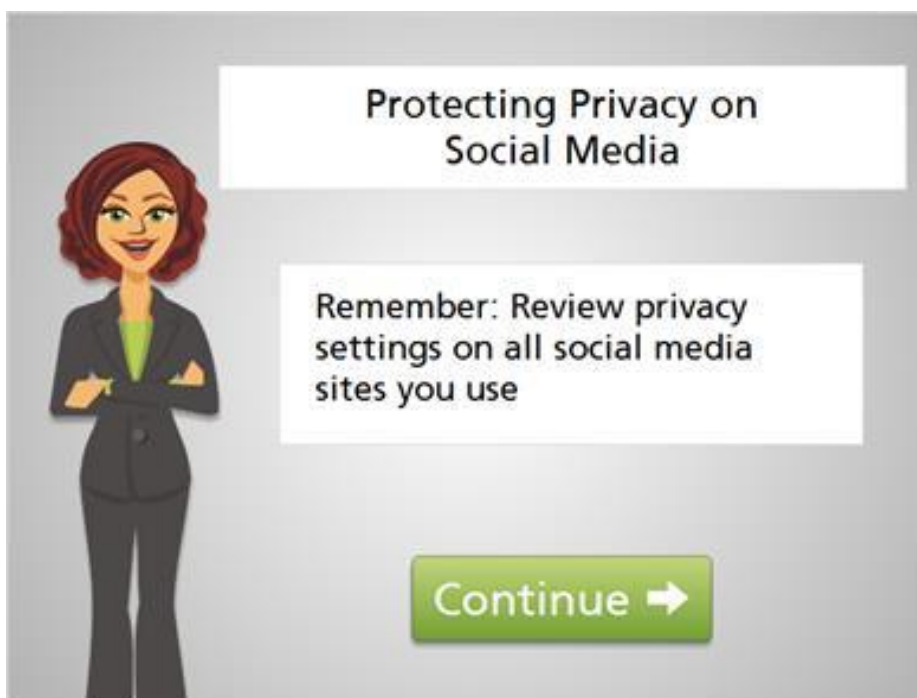 Protecting Privacy on
Social Media
Remember: Review privacy
settings on all social media
sites you use
Continue